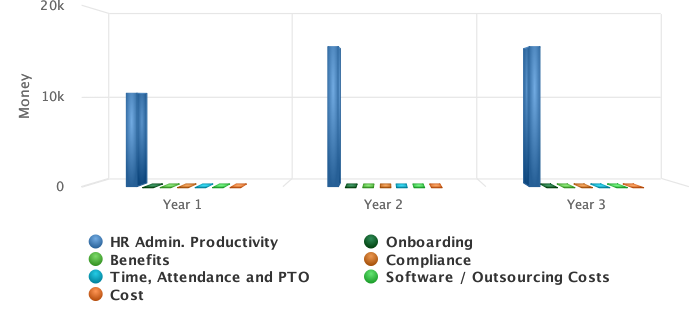 20k
Money
10k
0
Year 1 Year 2 Year 3
HR Admin. Productivity Onboarding
Benefits Compliance
Time, Attendance and PTO Software / Outsourcing Costs
Cost